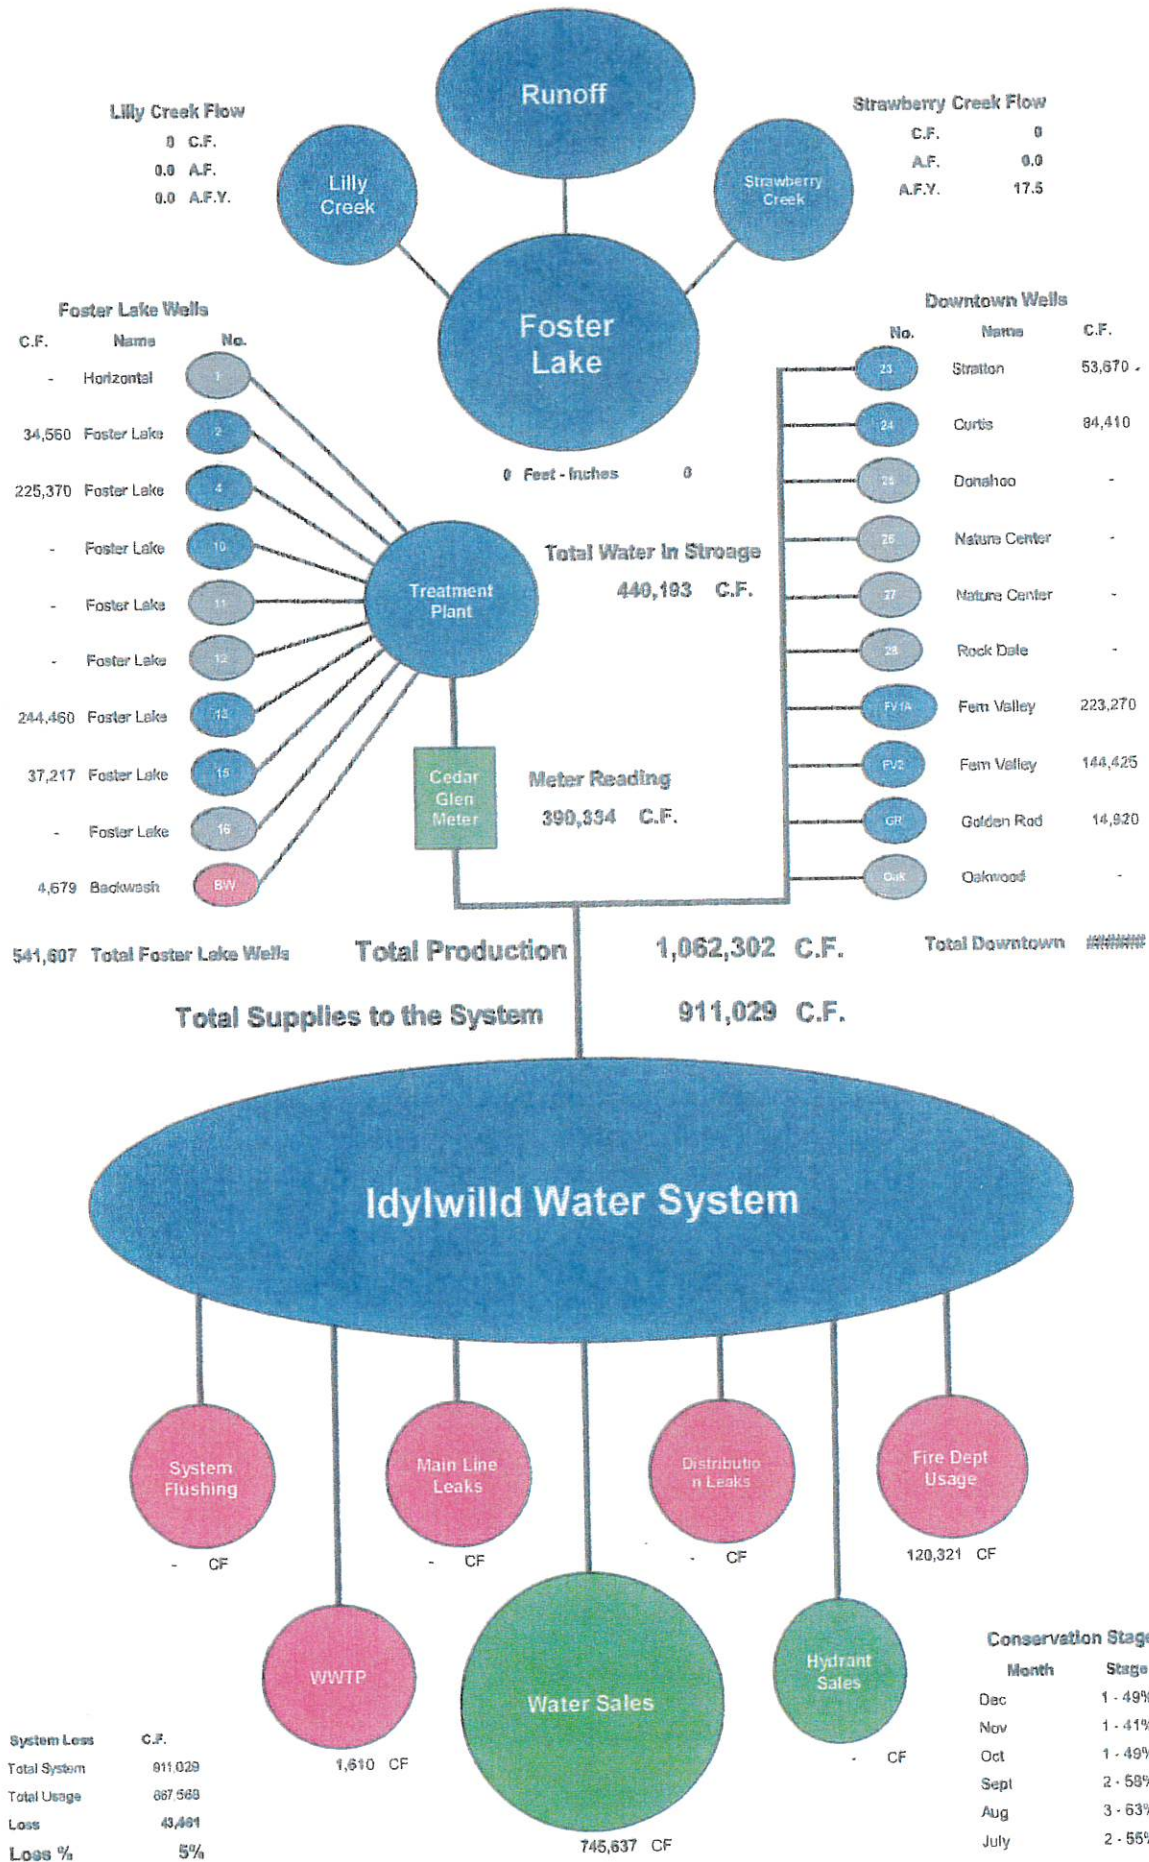 Runoff
Lilly Creek Flow
0 C.F.
0.0 A.F.
0.0 A.F.Y.
Strawberry Creek Flow
C.F. 0
A.F. 0.0
A.F.Y. 17.5
Lilly
Creek
Strawberry
Creek
Foster
Lake
0 Feet - Inches 0
Foster Lake Wells
C.F. Name No.
- Horizontal 1
34,560 Foster Lake 2
225,370 Foster Lake 4
- Foster Lake 10
- Foster Lake 11
- Foster Lake 12
244,460 Foster Lake 13
37,217 Foster Lake 15
- Foster Lake 16
4,679 Backwash BW
541,607 Total Foster Lake Wells
Treatment
Plant
Total Water In Stroage
440,193 C.F.
Cedar
Glen
Meter
Meter Reading
390,334 C.F.
Downtown Wells
No. Name C.F.
23 Stratton 53,670
24 Curtis 84,410
25 Donahoo -
26 Nature Center -
27 Nature Center -
28 Rock Dale -
FV1A Fern Valley 223,270
FV2 Fern Valley 144,425
GR Golden Rod 14,920
Oak Oakwood -
Total Downtown ######
Total Production 1,062,302 C.F.
Total Supplies to the System 911,029 C.F.
Idylwilld Water System
System
Flushing
- CF
Main Line
Leaks
- CF
Distributio
n Leaks
- CF
Fire Dept
Usage
120,321 CF
WWTP
1,610 CF
Water Sales
745,637 CF
Hydrant
Sales
- CF
System Loss C.F.
Total System 911,029
Total Usage 867,568
Loss 43,461
Loss % 5%
Conservation Stage
Month Stage
Dec 1 - 49%
Nov 1 - 41%
Oct 1 - 49%
Sept 2 - 58%
Aug 3 - 63%
July 2 - 55%